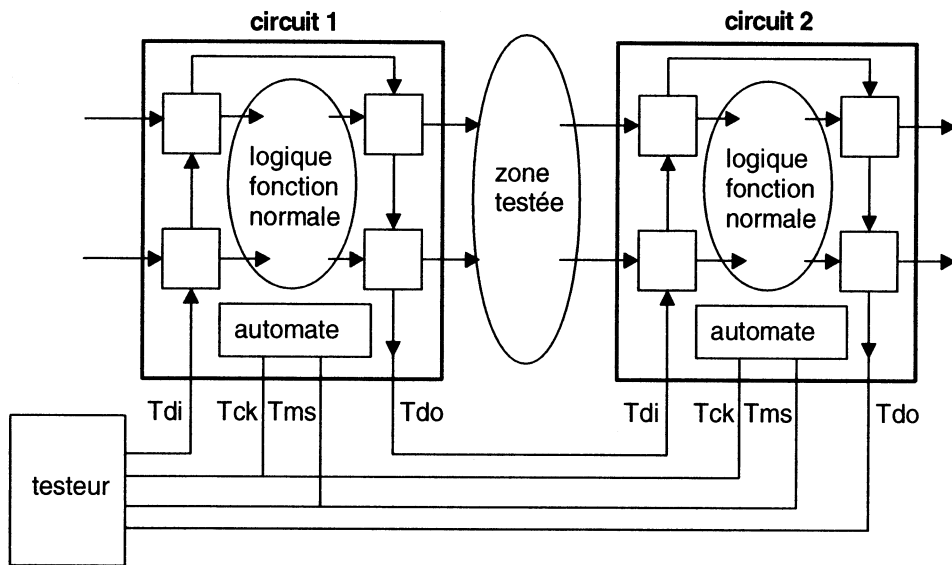 circuit 1
circuit 2
logique
fonction
normale
zone
testée
logique
fonction
normale
automate
automate
Tdi
Tck
Tms
Tdo
Tdi
Tck
Tms
Tdo
testeur